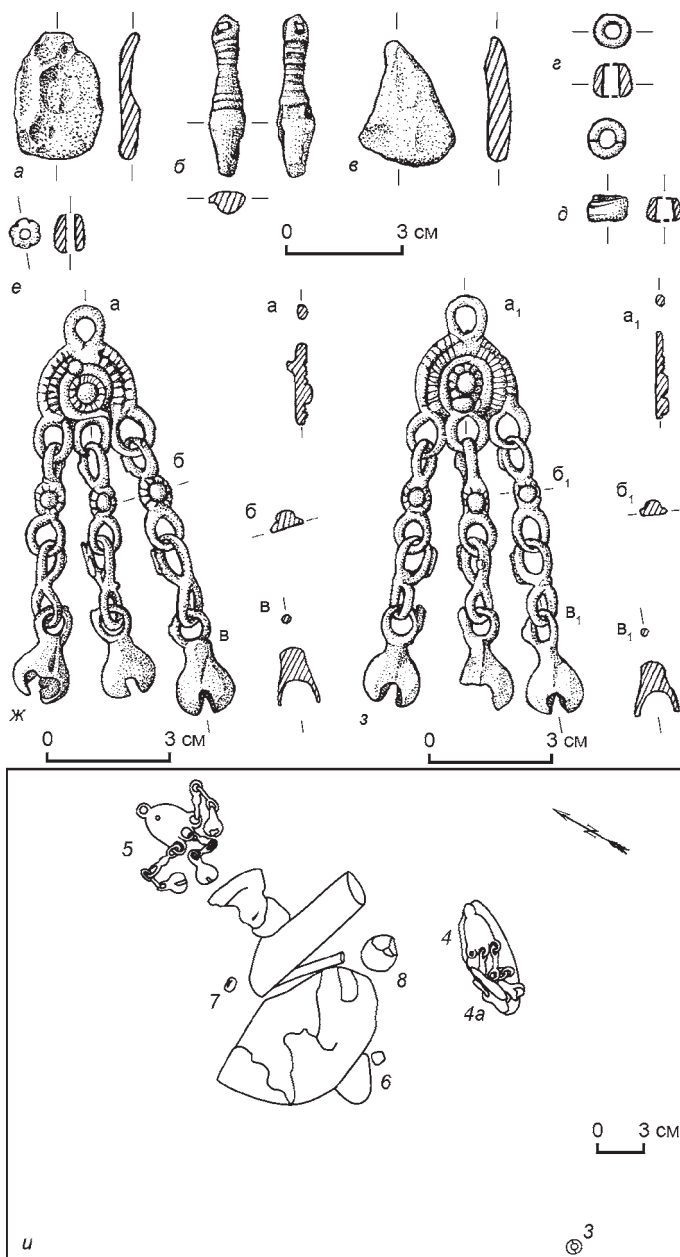 а б в г
0 3 см д
е
а а а₁ а₁
б б б₁ б₁
в в в₁ в₁
ж з
0 3 см 0 3 см
5 4
7 8 4а
6
0 3 см
и 3